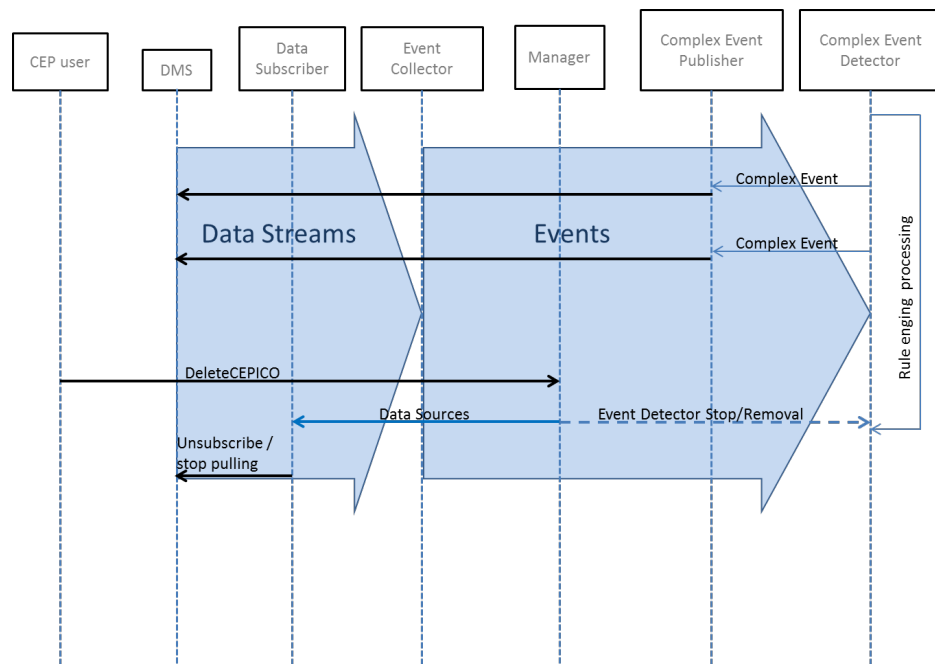 CEP user
DMS
Data
Subscriber
Event
Collector
Manager
Complex Event
Publisher
Complex Event
Detector
Complex Event
Data Streams
Events
Complex Event
Rule enging processing
DeleteCEPICO
Data Sources
Event Detector Stop/Removal
Unsubscribe /
stop pulling